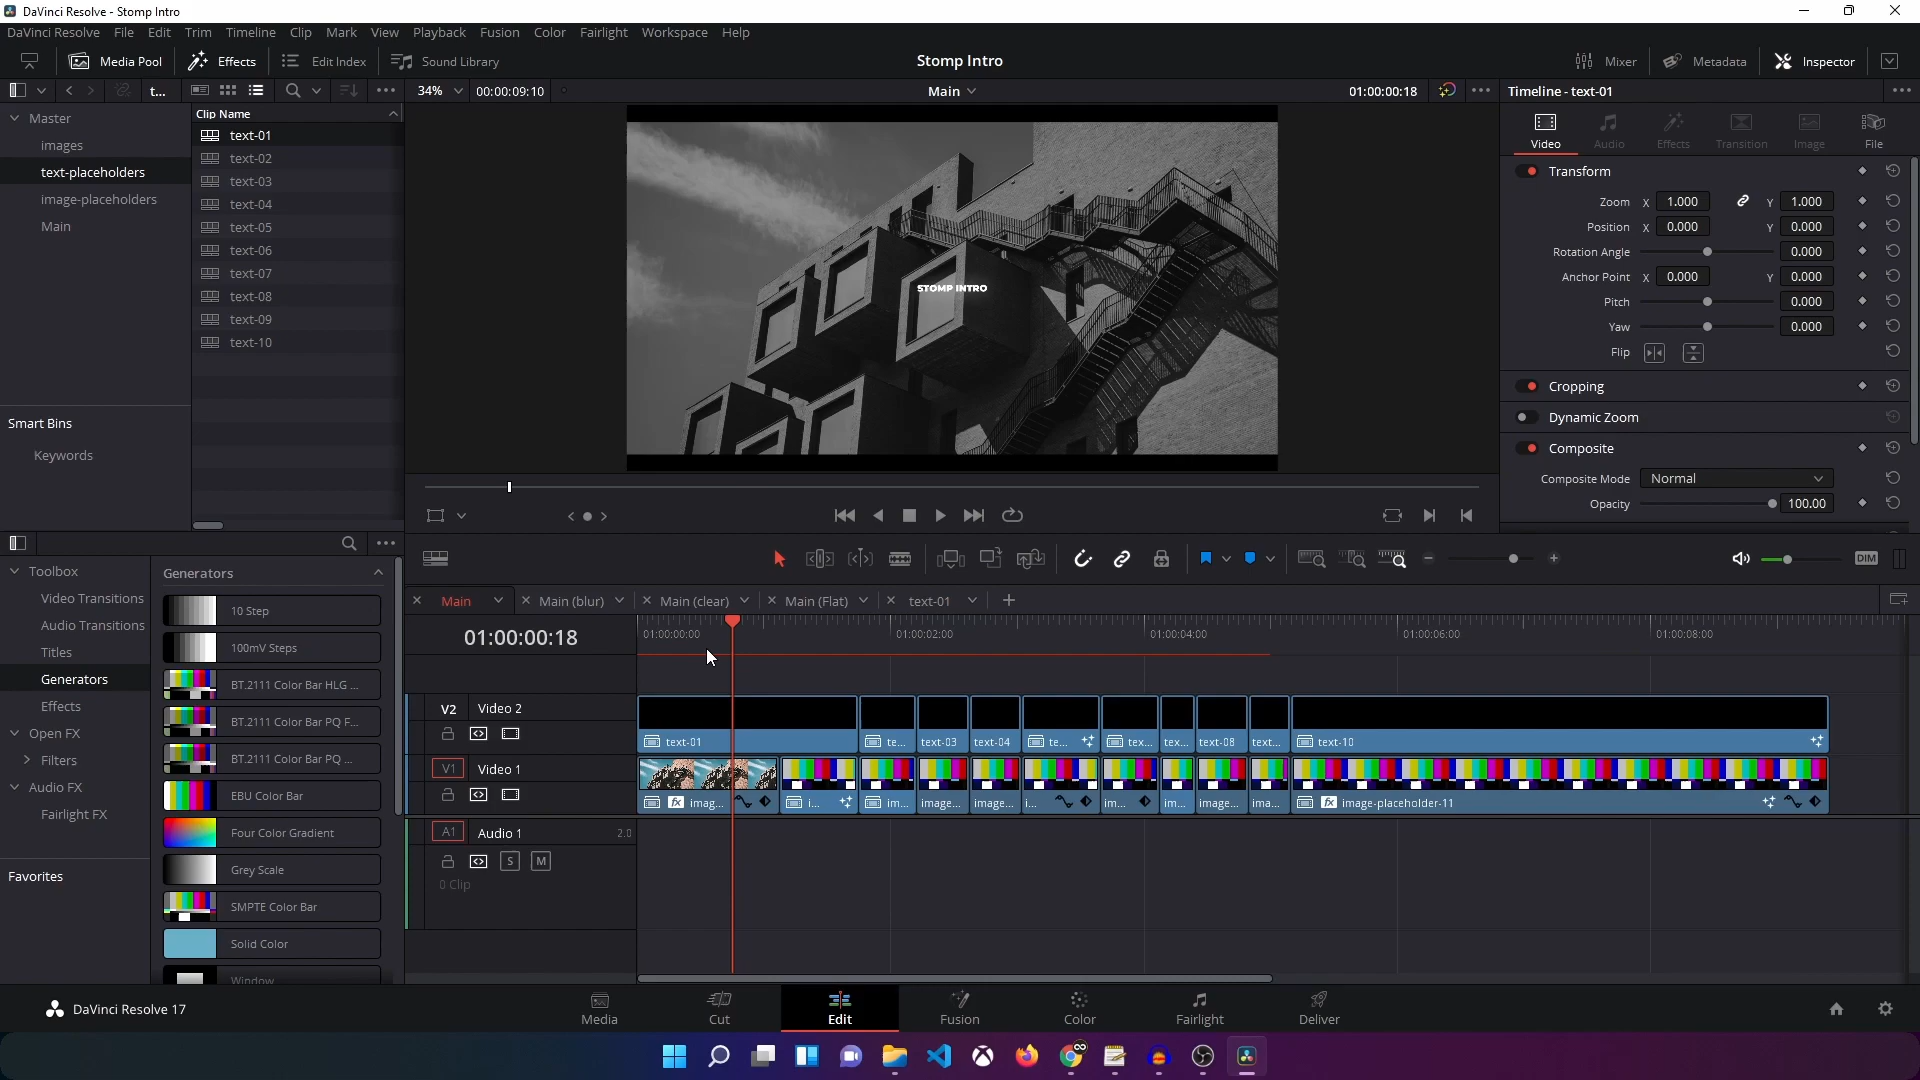 DaVinci Resolve - Stomp Intro
DaVinci Resolve File Edit Trim Timeline Clip Mark View Playback Fusion Color Fairlight Workspace Help
Media Pool Effects Edit Index Sound Library Stomp Intro Mixer Metadata Inspector
t... 34% 00:00:09:10 Main 01:00:00:18 Timeline - text-01
Master
images
text-placeholders
image-placeholders
Main
Smart Bins
Keywords
Clip Name
text-01
text-02
text-03
text-04
text-05
text-06
text-07
text-08
text-09
text-10
STOMP INTRO
Video Audio Effects Transition Image File
Transform
Zoom X 1.000 Y 1.000
Position X 0.000 Y 0.000
Rotation Angle 0.000
Anchor Point X 0.000 Y 0.000
Pitch 0.000
Yaw 0.000
Flip
Cropping
Dynamic Zoom
Composite
Composite Mode Normal
Opacity 100.00
Toolbox
Video Transitions
Audio Transitions
Titles
Generators
Effects
Open FX
Filters
Audio FX
Fairlight FX
Favorites
Generators
10 Step
100mV Steps
BT.2111 Color Bar HLG ...
BT.2111 Color Bar PQ F...
BT.2111 Color Bar PQ ...
EBU Color Bar
Four Color Gradient
Grey Scale
SMPTE Color Bar
Solid Color
Window
DIM
Main Main (blur) Main (clear) Main (Flat) text-01
01:00:00:18
01:00:00:00 01:00:02:00 01:00:04:00 01:00:06:00 01:00:08:00
V2 Video 2
text-01 te... text-03 text-04 te... tex... tex... text-08 text... text-10
V1 Video 1
fx imag... i... im... image... image... i... im... im... image... ima... fx image-placeholder-11
A1 Audio 1 2.0
S M
0 Clip
DaVinci Resolve 17
Media Cut Edit Fusion Color Fairlight Deliver